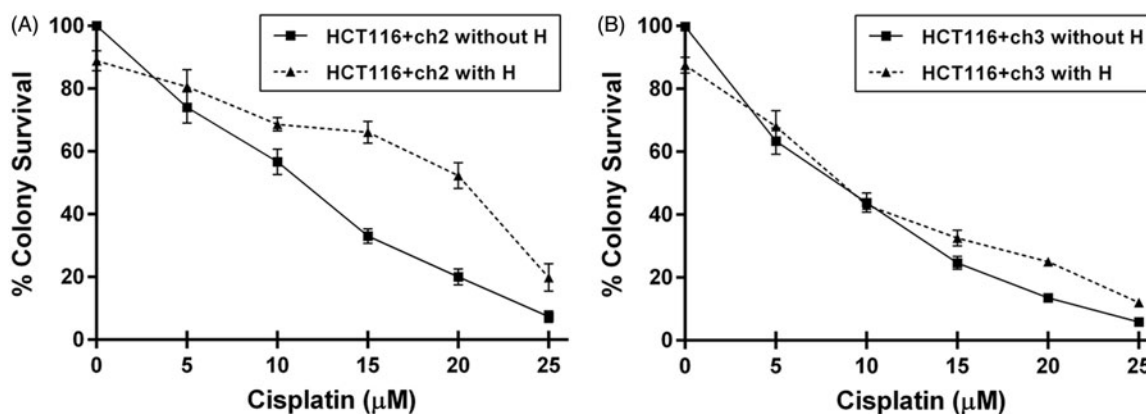 (A)
HCT116+ch2 without H
HCT116+ch2 with H
% Colony Survival
100
80
60
40
20
0
0 5 10 15 20 25
Cisplatin (μM)
(B)
HCT116+ch3 without H
HCT116+ch3 with H
% Colony Survival
100
80
60
40
20
0
0 5 10 15 20 25
Cisplatin (μM)